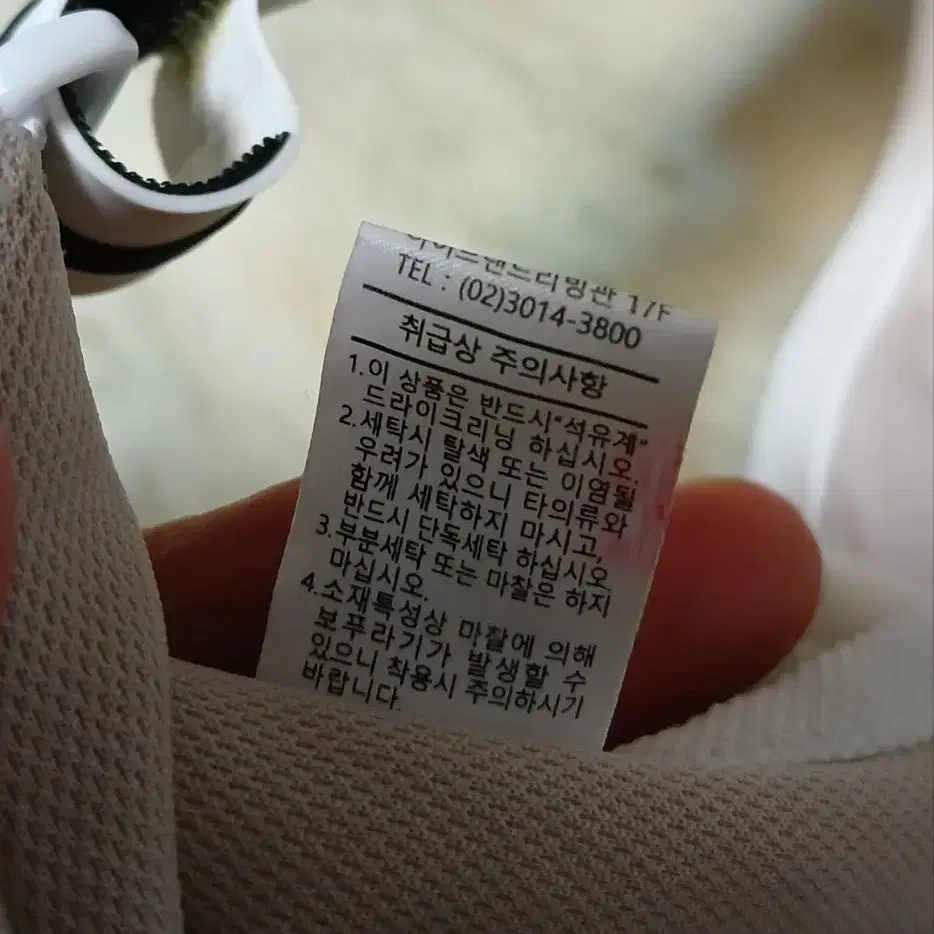 17F
TEL : (02)3014-3800
취급상 주의사항
1.이 상품은 반드시"석유계"
드라이크리닝 하십시오.
2.세탁시 탈색 또는 이염될
우려가 있으니 타의류와
함께 세탁하지 마시고,
반드시 단독세탁 하십시오
3.부분세탁 또는 마찰은 하지
마십시오.
4.소재특성상 마찰에 의해
보푸라기가 발생할 수
있으니 착용시 주의하시기
바랍니다